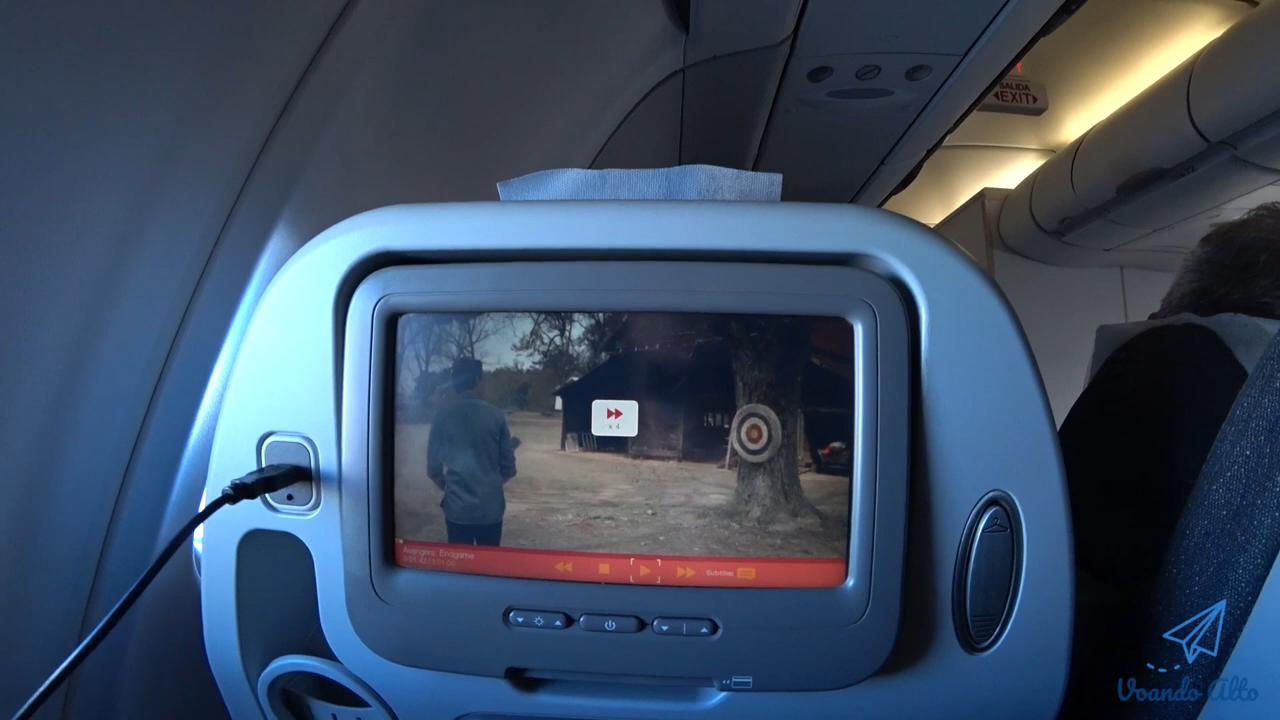 SALIDA
EXIT
x 4
Avengers: Endgame
Subtitles
Voando Alto